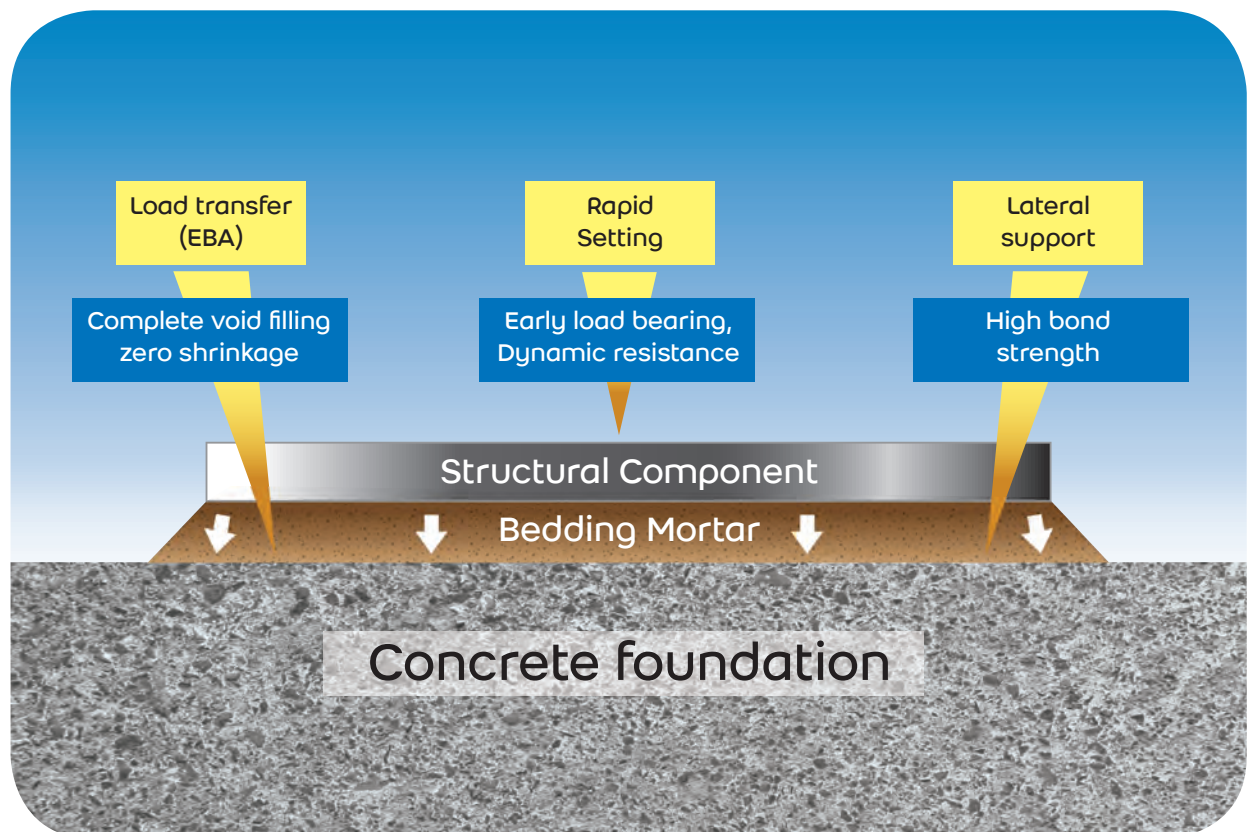 Load transfer
(EBA)
Rapid
Setting
Lateral
support
Complete void filling
zero shrinkage
Early load bearing,
Dynamic resistance
High bond
strength
Structural Component
Bedding Mortar
Concrete foundation